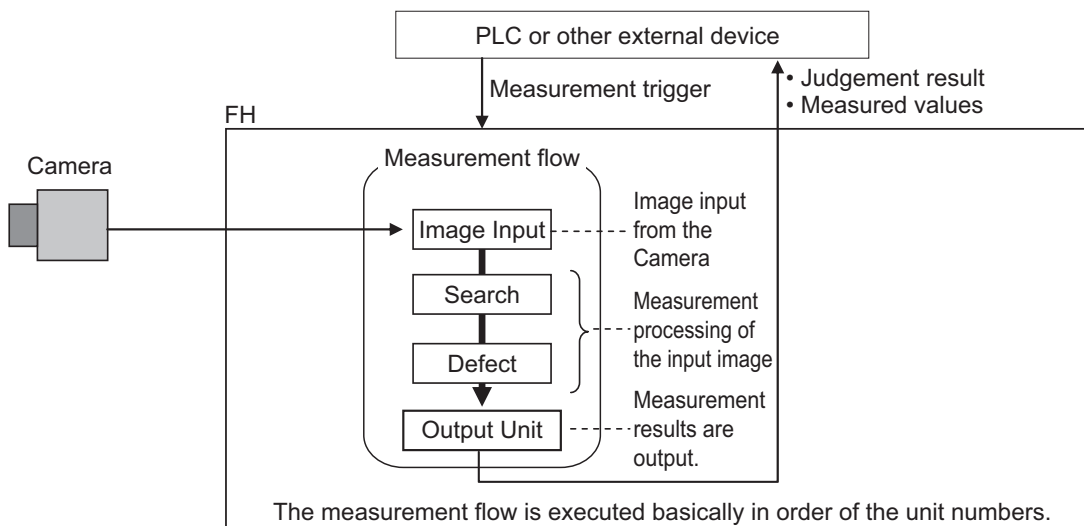 PLC or other external device
Measurement trigger
• Judgement result
• Measured values
FH
Camera
Measurement flow
Image Input
Image input
from the
Camera
Search
Defect
Measurement
processing of
the input image
Output Unit
Measurement
results are
output.
The measurement flow is executed basically in order of the unit numbers.